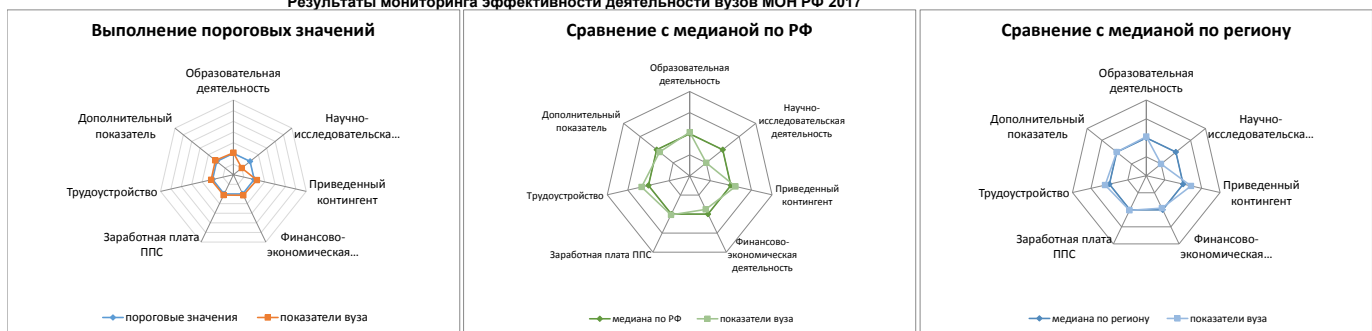 Результаты мониторинга эффективности деятельности вузов МОН РФ 2017
Выполнение пороговых значений
Образовательная
деятельность
Научно-
исследовательска...
Приведенный
контингент
Финансово-
экономическая...
Заработная плата
ППС
Трудоустройство
Дополнительный
показатель
пороговые значения
показатели вуза
Сравнение с медианой по РФ
Образовательная
деятельность
Научно-
исследовательская
деятельность
Приведенный
контингент
Финансово-
экономическая
деятельность
Заработная плата ППС
Трудоустройство
Дополнительный
показатель
медиана по РФ
показатели вуза
Сравнение с медианой по региону
Образовательная
деятельность
Научно-
исследовательска...
Приведенный
контингент
Финансово-
экономическая...
Заработная плата
ППС
Трудоустройство
Дополнительный
показатель
медиана по региону
показатели вуза